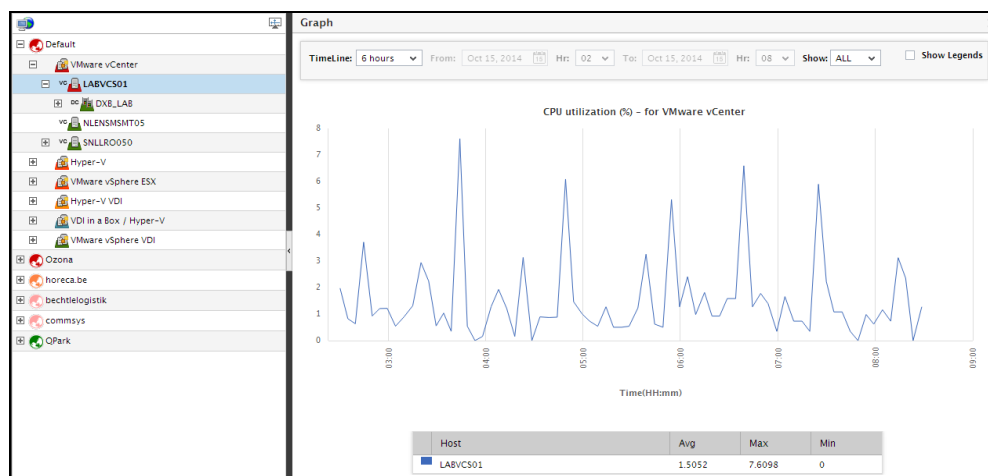 Default
VMware vCenter
VC LABVCS01
DC DXB_LAB
VC NLENSMSMT05
VC SNLLRO050
Hyper-V
VMware vSphere ESX
Hyper-V VDI
VDI in a Box / Hyper-V
VMware vSphere VDI
Ozona
horeca.be
bechtlelogistik
commsys
QPark
Graph
TimeLine: 6 hours From: Oct 15, 2014 Hr: 02 To: Oct 15, 2014 Hr: 08 Show: ALL Show Legends
CPU utilization (%) – for VMware vCenter
8
7
6
5
4
3
2
1
0
03:00 04:00 05:00 06:00 07:00 08:00 09:00
Time(HH:mm)
Host Avg Max Min
LABVCS01 1.5052 7.6098 0